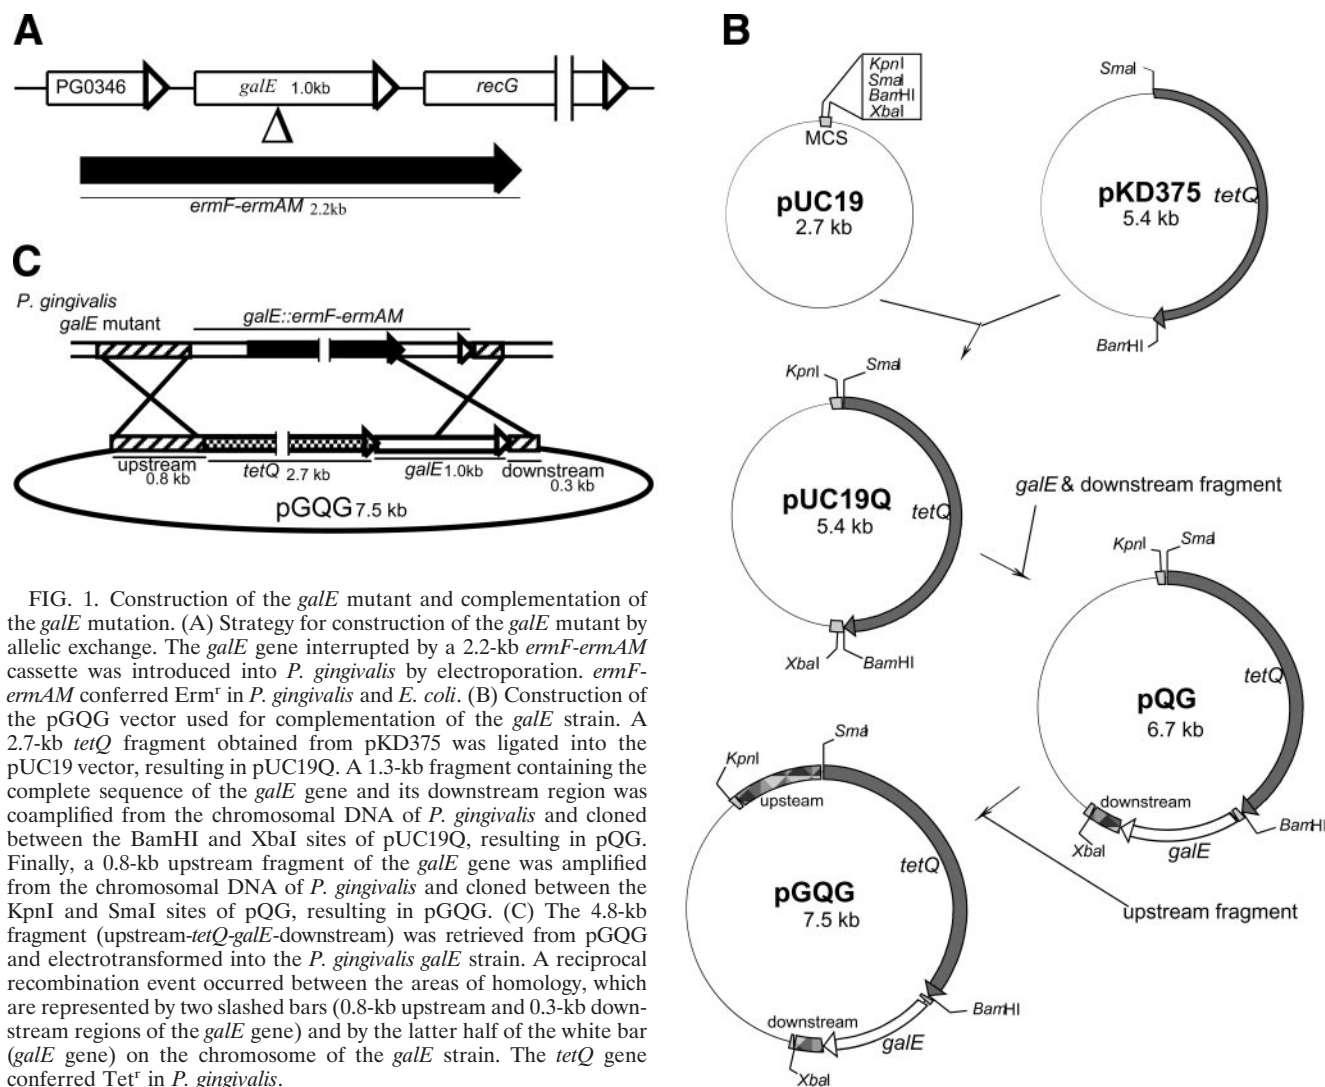 A
PG0346
galE 1.0kb
recG
ermF-ermAM 2.2kb
C
P. gingivalis
galE mutant
galE::ermF-ermAM
upstream
0.8 kb
tetQ 2.7 kb
galE 1.0kb
downstream
0.3 kb
pGQG 7.5 kb
B
KpnI
SmaI
BamHI
XbaI
MCS
pUC19
2.7 kb
SmaI
pKD375
5.4 kb
tetQ
BamHI
KpnI
SmaI
pUC19Q
5.4 kb
tetQ
XbaI
BamHI
galE & downstream fragment
KpnI
SmaI
pQG
6.7 kb
tetQ
downstream
XbaI
galE
BamHI
upstream fragment
KpnI
SmaI
upsteam
pGQG
7.5 kb
tetQ
BamHI
downstream
galE
XbaI
FIG. 1. Construction of the galE mutant and complementation of
the galE mutation. (A) Strategy for construction of the galE mutant by
allelic exchange. The galE gene interrupted by a 2.2-kb ermF-ermAM
cassette was introduced into P. gingivalis by electroporation. ermF-
ermAM conferred Ermʳ in P. gingivalis and E. coli. (B) Construction of
the pGQG vector used for complementation of the galE strain. A
2.7-kb tetQ fragment obtained from pKD375 was ligated into the
pUC19 vector, resulting in pUC19Q. A 1.3-kb fragment containing the
complete sequence of the galE gene and its downstream region was
coamplified from the chromosomal DNA of P. gingivalis and cloned
between the BamHI and XbaI sites of pUC19Q, resulting in pQG.
Finally, a 0.8-kb upstream fragment of the galE gene was amplified
from the chromosomal DNA of P. gingivalis and cloned between the
KpnI and SmaI sites of pQG, resulting in pGQG. (C) The 4.8-kb
fragment (upstream-tetQ-galE-downstream) was retrieved from pGQG
and electrotransformed into the P. gingivalis galE strain. A reciprocal
recombination event occurred between the areas of homology, which
are represented by two slashed bars (0.8-kb upstream and 0.3-kb down-
stream regions of the galE gene) and by the latter half of the white bar
(galE gene) on the chromosome of the galE strain. The tetQ gene
conferred Tetʳ in P. gingivalis.